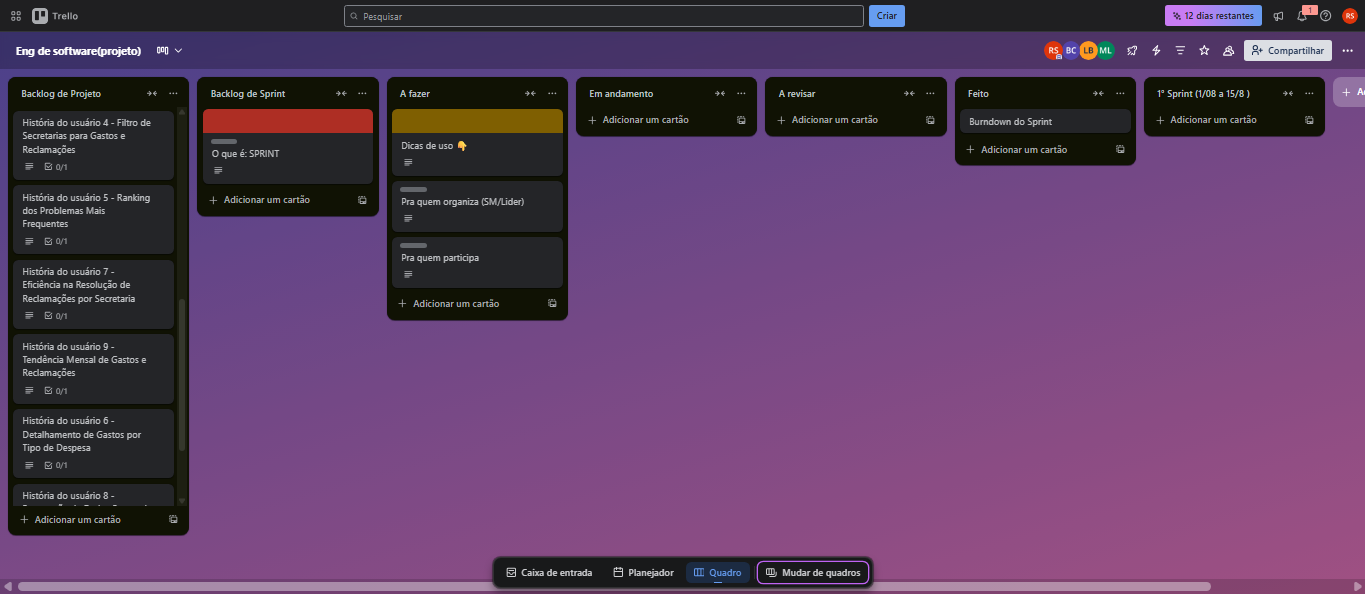 Trello
Pesquisar
Criar
12 dias restantes
1
RS
Eng de software(projeto)
RS
BC
LB
ML
Compartilhar
Backlog de Projeto
História do usuário 4 - Filtro de
Secretarias para Gastos e
Reclamações
0/1
História do usuário 5 - Ranking
dos Problemas Mais
Frequentes
0/1
História do usuário 7 -
Eficiência na Resolução de
Reclamações por Secretaria
0/1
História do usuário 9 -
Tendência Mensal de Gastos e
Reclamações
0/1
História do usuário 6 -
Detalhamento de Gastos por
Tipo de Despesa
0/1
História do usuário 8 -
Adicionar um cartão
Backlog de Sprint
O que é: SPRINT
Adicionar um cartão
A fazer
Dicas de uso 👇
Pra quem organiza (SM/Lider)
Pra quem participa
Adicionar um cartão
Em andamento
Adicionar um cartão
A revisar
Adicionar um cartão
Feito
Burndown do Sprint
Adicionar um cartão
1° Sprint (1/08 a 15/8 )
Adicionar um cartão
Caixa de entrada
Planejador
Quadro
Mudar de quadros